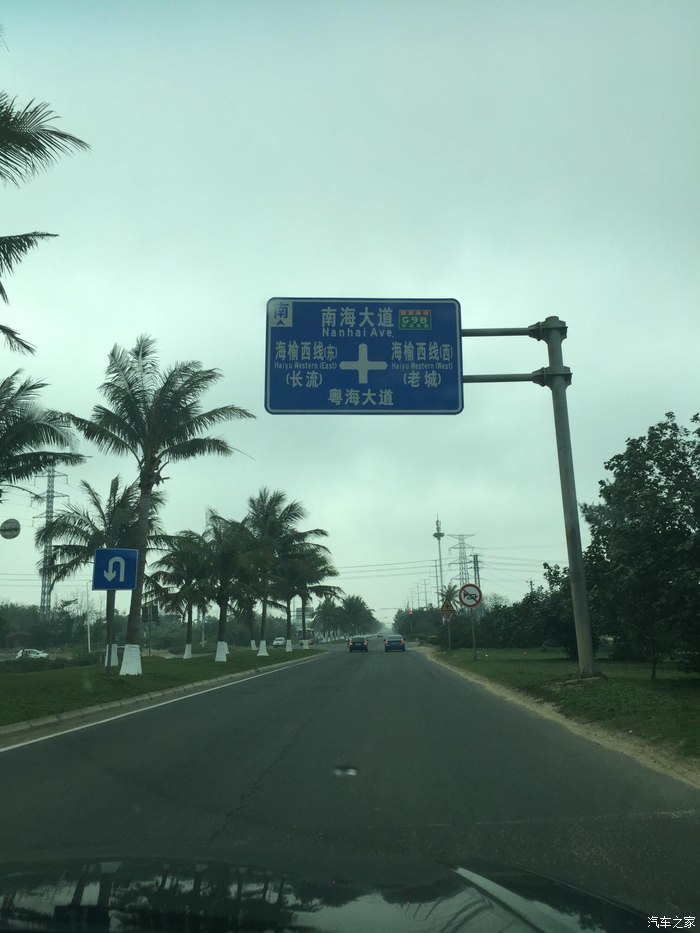 南
南海大道
G98
Nanhai Ave.
海榆西线(东)
Haiyu Western (East)
(长流)
海榆西线(西)
Haiyu Western (West)
(老城)
粤海大道
汽车之家